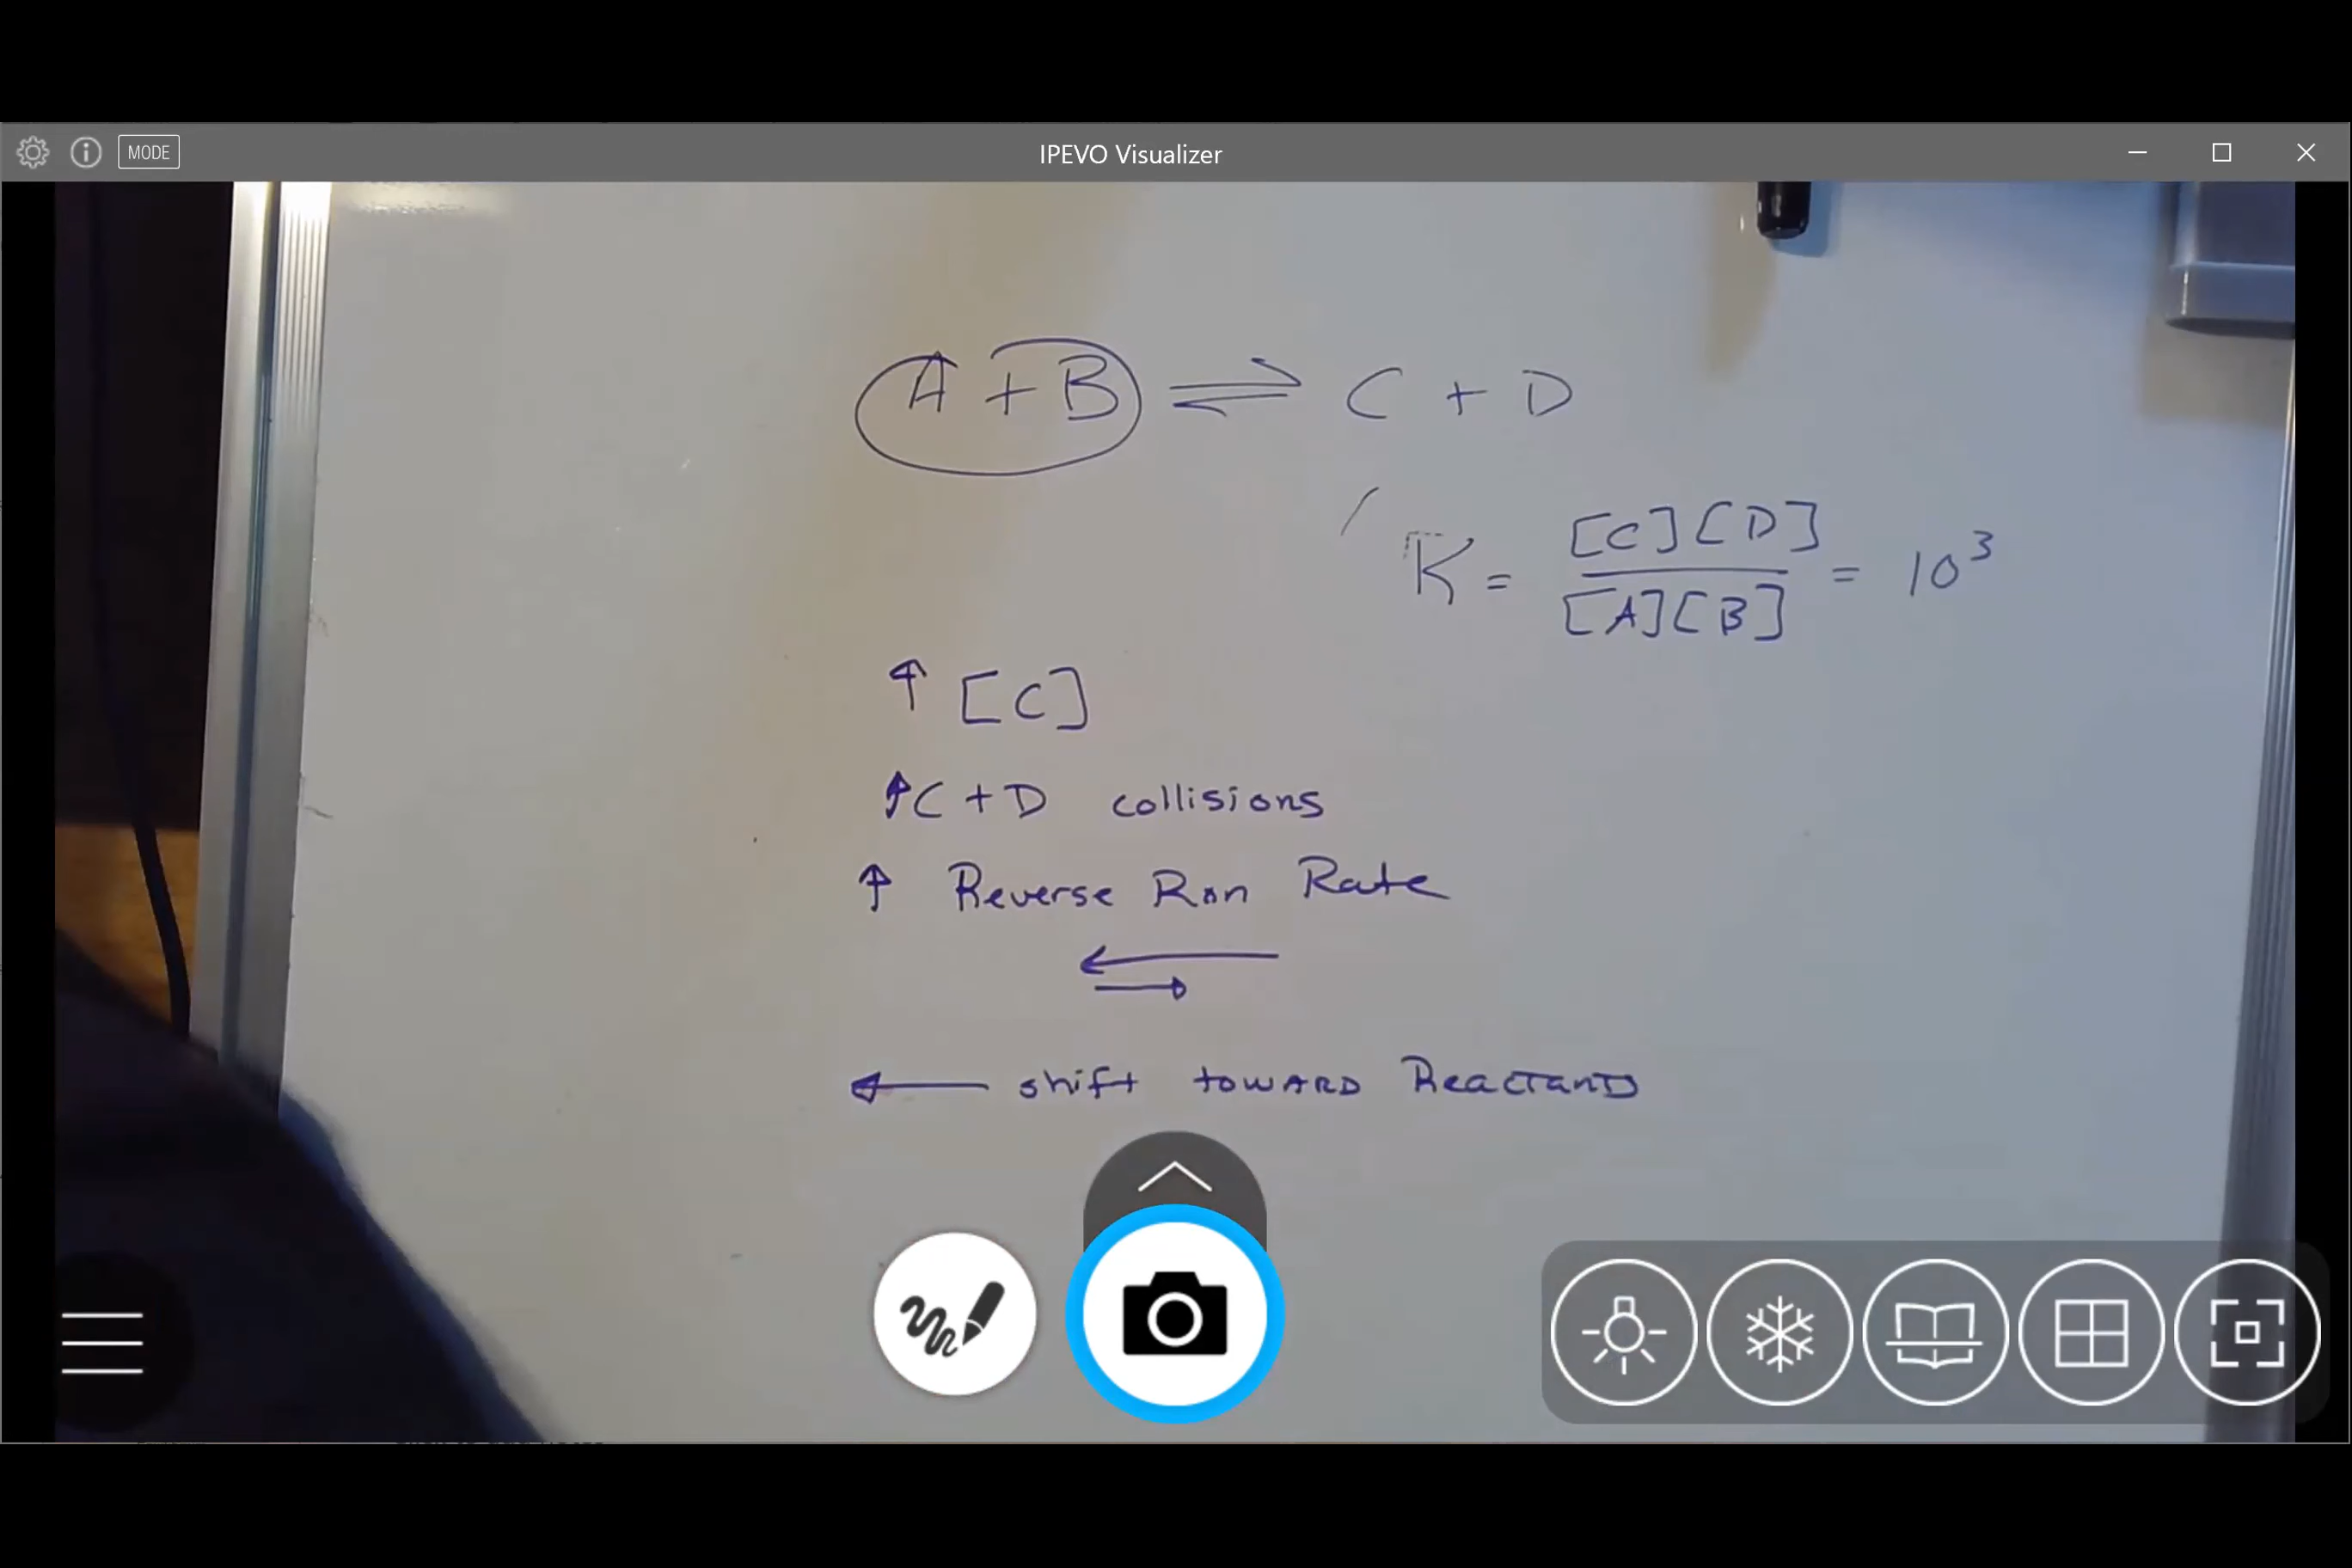 MODE
IPEVO Visualizer
A + B ⇌ C + D
K = [C][D] / [A][B] = 10³
↑ [C]
↑ C + D collisions
↑ Reverse Rxn Rate
← shift toward Reactants